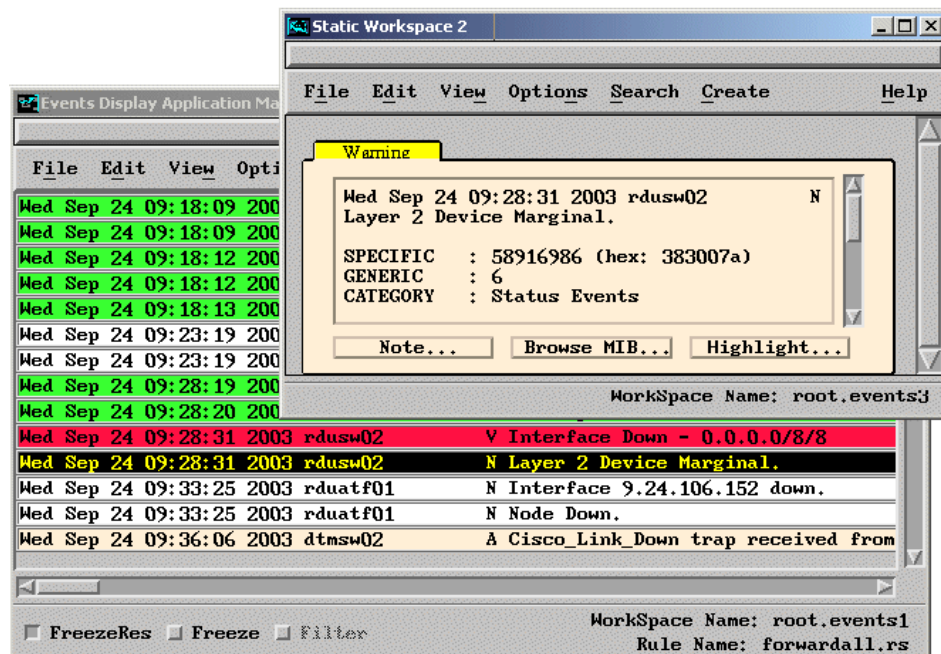 Static Workspace 2
File Edit View Options Search Create Help
Warning
Wed Sep 24 09:28:31 2003 rdusw02 N
Layer 2 Device Marginal.
SPECIFIC : 58916986 (hex: 383007a)
GENERIC : 6
CATEGORY : Status Events
Note... Browse MIB... Highlight...
WorkSpace Name: root.events3
Events Display Application Ma
File Edit View Opti
Wed Sep 24 09:18:09 200
Wed Sep 24 09:18:09 200
Wed Sep 24 09:18:12 200
Wed Sep 24 09:18:12 200
Wed Sep 24 09:18:13 200
Wed Sep 24 09:23:19 200
Wed Sep 24 09:23:19 200
Wed Sep 24 09:28:19 200
Wed Sep 24 09:28:20 200
Wed Sep 24 09:28:31 2003 rdusw02 V Interface Down - 0.0.0.0/8/8
Wed Sep 24 09:28:31 2003 rdusw02 N Layer 2 Device Marginal.
Wed Sep 24 09:33:25 2003 rduatf01 N Interface 9.24.106.152 down.
Wed Sep 24 09:33:25 2003 rduatf01 N Node Down.
Wed Sep 24 09:36:06 2003 dtmsw02 A Cisco_Link_Down trap received from
FreezeRes Freeze Filter
WorkSpace Name: root.events1
Rule Name: forwardall.rs